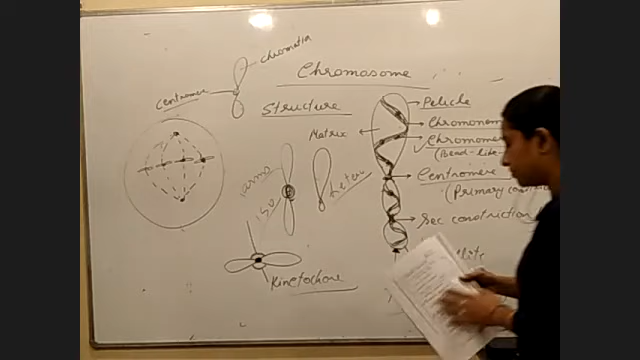 chromatin
Chromosome
Centromere
Structure
Pelicle
Matrix
Chromonem
Chromomer
(Bead-like
Centromere
(Primary con
Sec constriction
Kinetochore